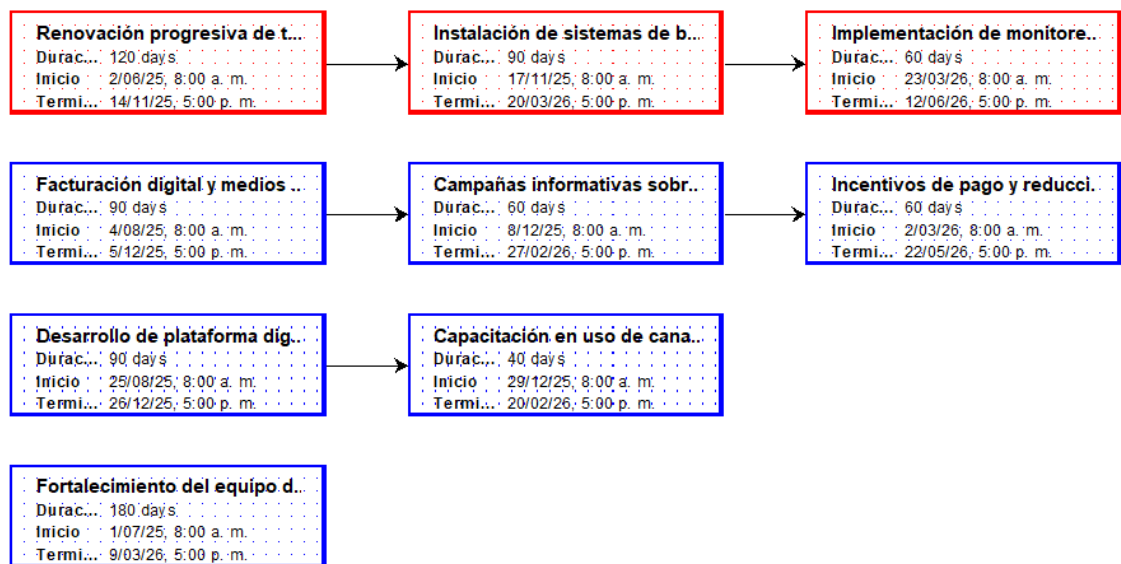 Renovación progresiva de t...
Durac... 120 days
Inicio 2/06/25, 8:00 a. m.
Termi... 14/11/25, 5:00 p. m.
Instalación de sistemas de b...
Durac... 90 days
Inicio 17/11/25, 8:00 a. m.
Termi... 20/03/26, 5:00 p. m.
Implementación de monitore...
Durac... 60 days
Inicio 23/03/26, 8:00 a. m.
Termi... 12/06/26, 5:00 p. m.
Facturación digital y medios ...
Durac... 90 days
Inicio 4/08/25, 8:00 a. m.
Termi... 5/12/25, 5:00 p. m.
Campañas informativas sobr...
Durac... 60 days
Inicio 8/12/25, 8:00 a. m.
Termi... 27/02/26, 5:00 p. m.
Incentivos de pago y reducci...
Durac... 60 days
Inicio 2/03/26, 8:00 a. m.
Termi... 22/05/26, 5:00 p. m.
Desarrollo de plataforma dig...
Durac... 90 days
Inicio 25/08/25, 8:00 a. m.
Termi... 26/12/25, 5:00 p. m.
Capacitación en uso de cana...
Durac... 40 days
Inicio 29/12/25, 8:00 a. m.
Termi... 20/02/26, 5:00 p. m.
Fortalecimiento del equipo d...
Durac... 180 days
Inicio 1/07/25, 8:00 a. m.
Termi... 9/03/26, 5:00 p. m.